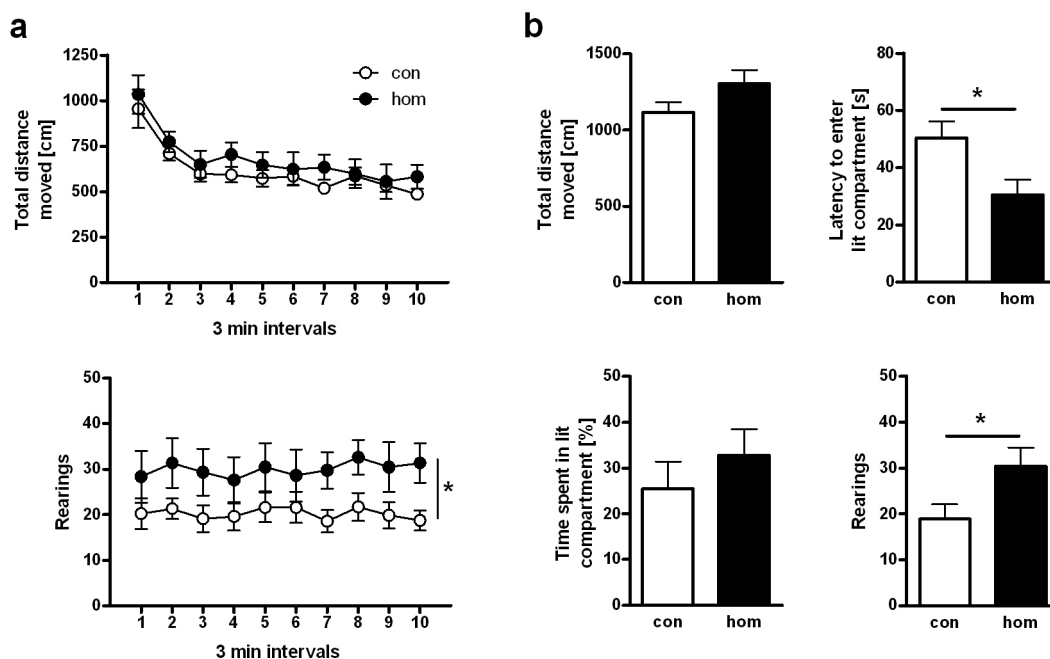 a
1250
1000
750
500
250
0
Total distance
moved [cm]
con
hom
1 2 3 4 5 6 7 8 9 10
3 min intervals
50
40
30
20
10
0
Rearings
*
1 2 3 4 5 6 7 8 9 10
3 min intervals
b
1500
1000
500
0
Total distance
moved [cm]
con hom
80
60
40
20
0
Latency to enter
lit compartment [s]
*
con hom
50
40
30
20
10
0
Time spent in lit
compartment [%]
con hom
50
40
30
20
10
0
Rearings
*
con hom